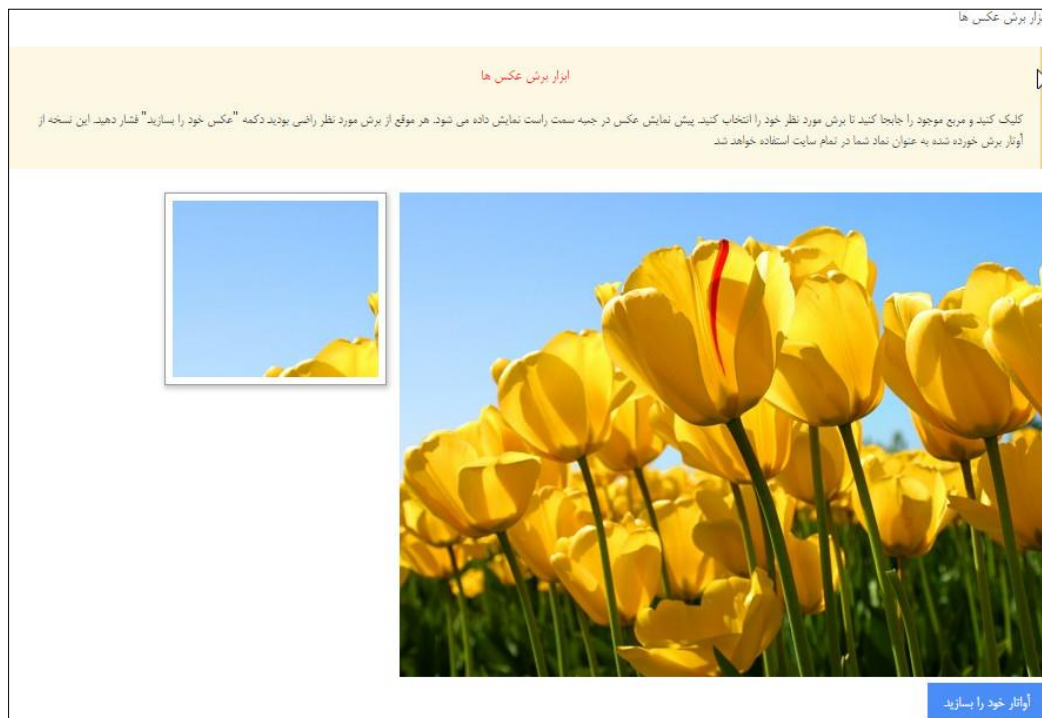 برش عکس ها
ابزار برش عکس ها
کلیک کنید و مربع موجود را جابجا کنید تا برش مورد نظر خود را انتخاب کنید. پیش نمایش عکس در جمبه سمت راست نمایش داده می شود. هر موقع از برش مورد نظر راضی بودید دکمه "عکس خود را بسازید" فشار دهید. این نسخه از
آوتار برش خورده شده به عنوان نماد شما در تمام سایت استفاده خواهد شد.
آواتار خود را بسازید